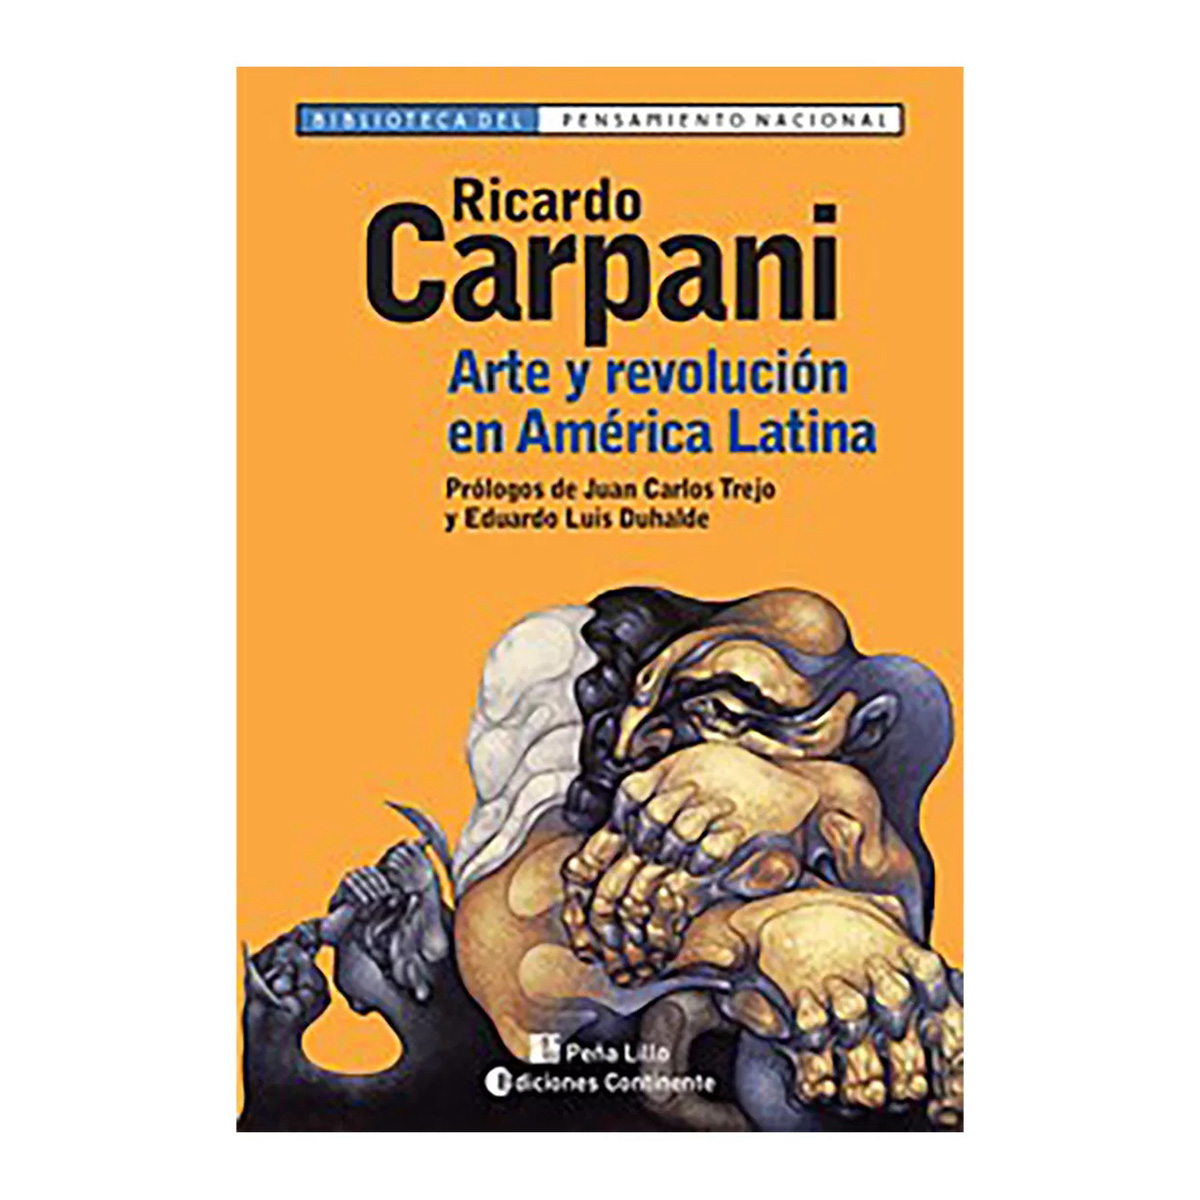 BIBLIOTECA DEL PENSAMIENTO NACIONAL
Ricardo
Carpani
Arte y revolución
en América Latina
Prólogos de Juan Carlos Trejo
y Eduardo Luis Duhalde
Peña Lillo
Ediciones Continente